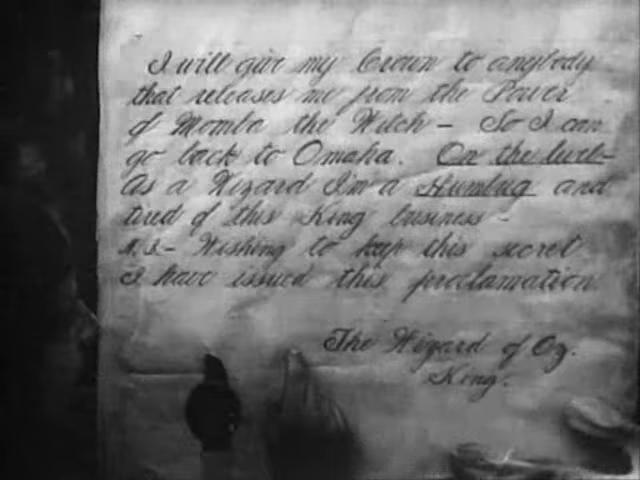 I will give my Crown to anybody
that releases me from the Power
of Momba the Witch - So I can
go back to Omaha. On the level-
As a Wizard I'm a Humbug and
tired of this King business -
N.B.- Wishing to keep this secret
I have issued this proclamation.
The Wizard of Oz.
King.